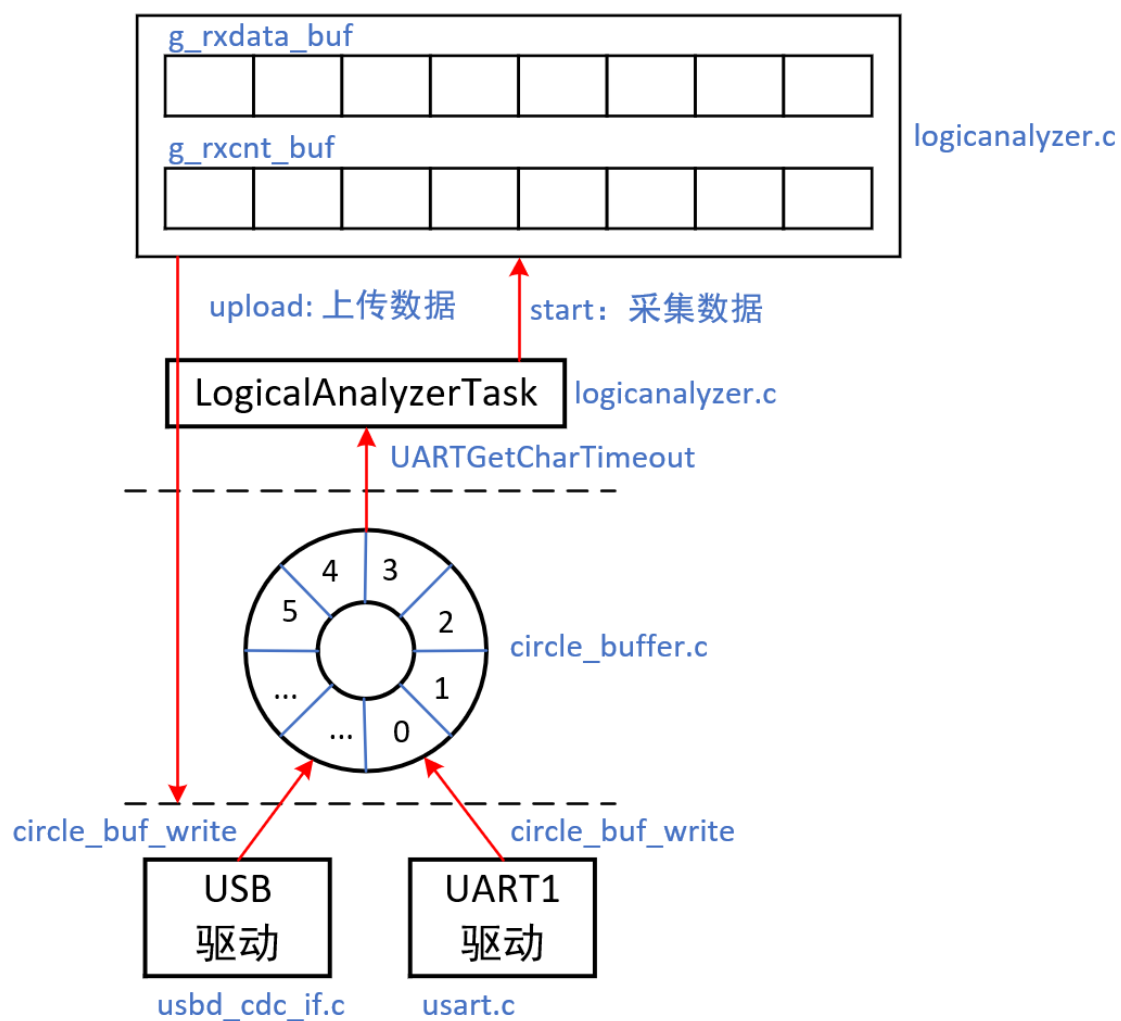 g_rxdata_buf
g_rxcnt_buf
logicanalyzer.c
upload: 上传数据
start：采集数据
LogicalAnalyzerTask
logicanalyzer.c
UARTGetCharTimeout
4
3
5
2
circle_buffer.c
...
1
...
0
circle_buf_write
circle_buf_write
USB
驱动
UART1
驱动
usbd_cdc_if.c
usart.c